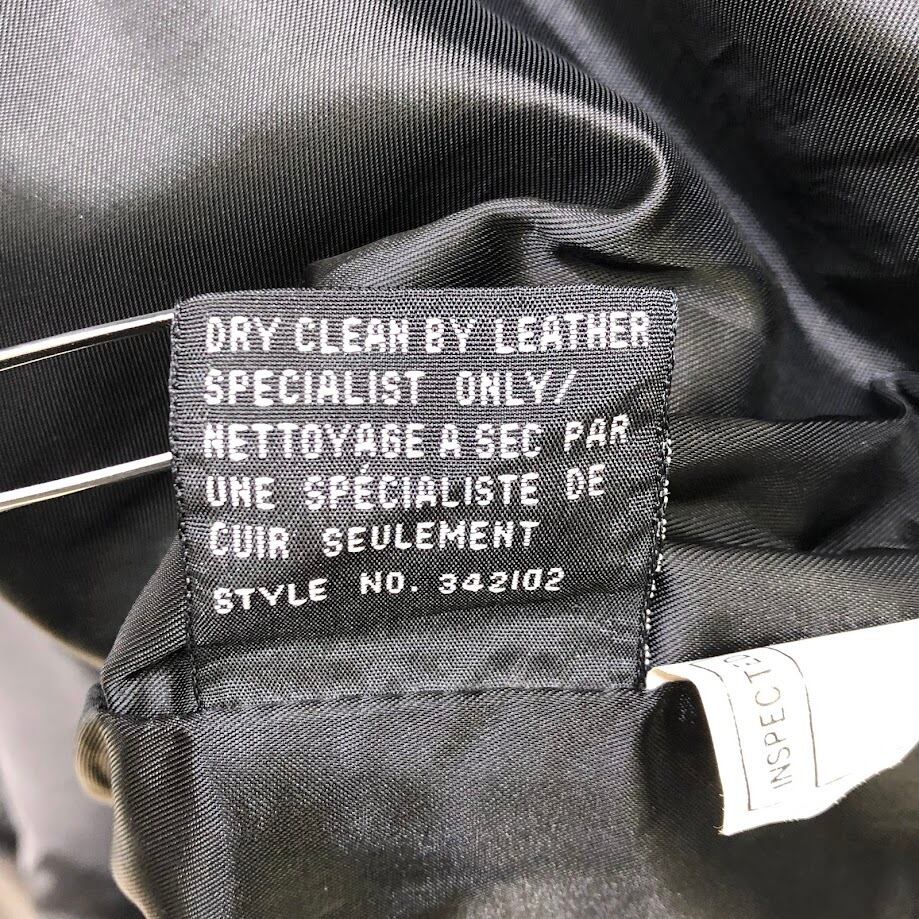 DRY CLEAN BY LEATHER
SPECIALIST ONLY/
NETTOYAGE A SEC PAR
UNE SPÉCIALISTE DE
CUIR SEULEMENT
STYLE NO. 342102
INSPECTED